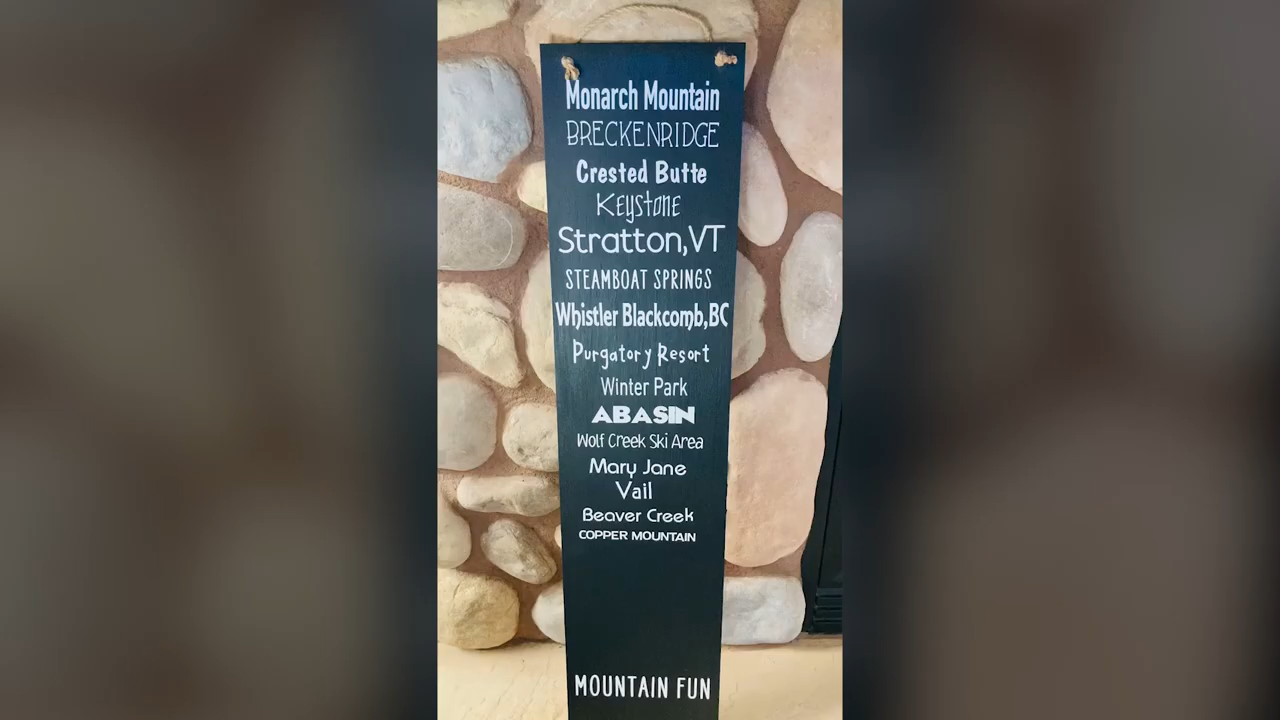 Monarch Mountain
BRECKENRIDGE
Crested Butte
Keystone
Stratton,VT
STEAMBOAT SPRINGS
Whistler Blackcomb,BC
Purgatory Resort
Winter Park
ABASIN
Wolf Creek Ski Area
Mary Jane
Vail
Beaver Creek
COPPER MOUNTAIN
MOUNTAIN FUN